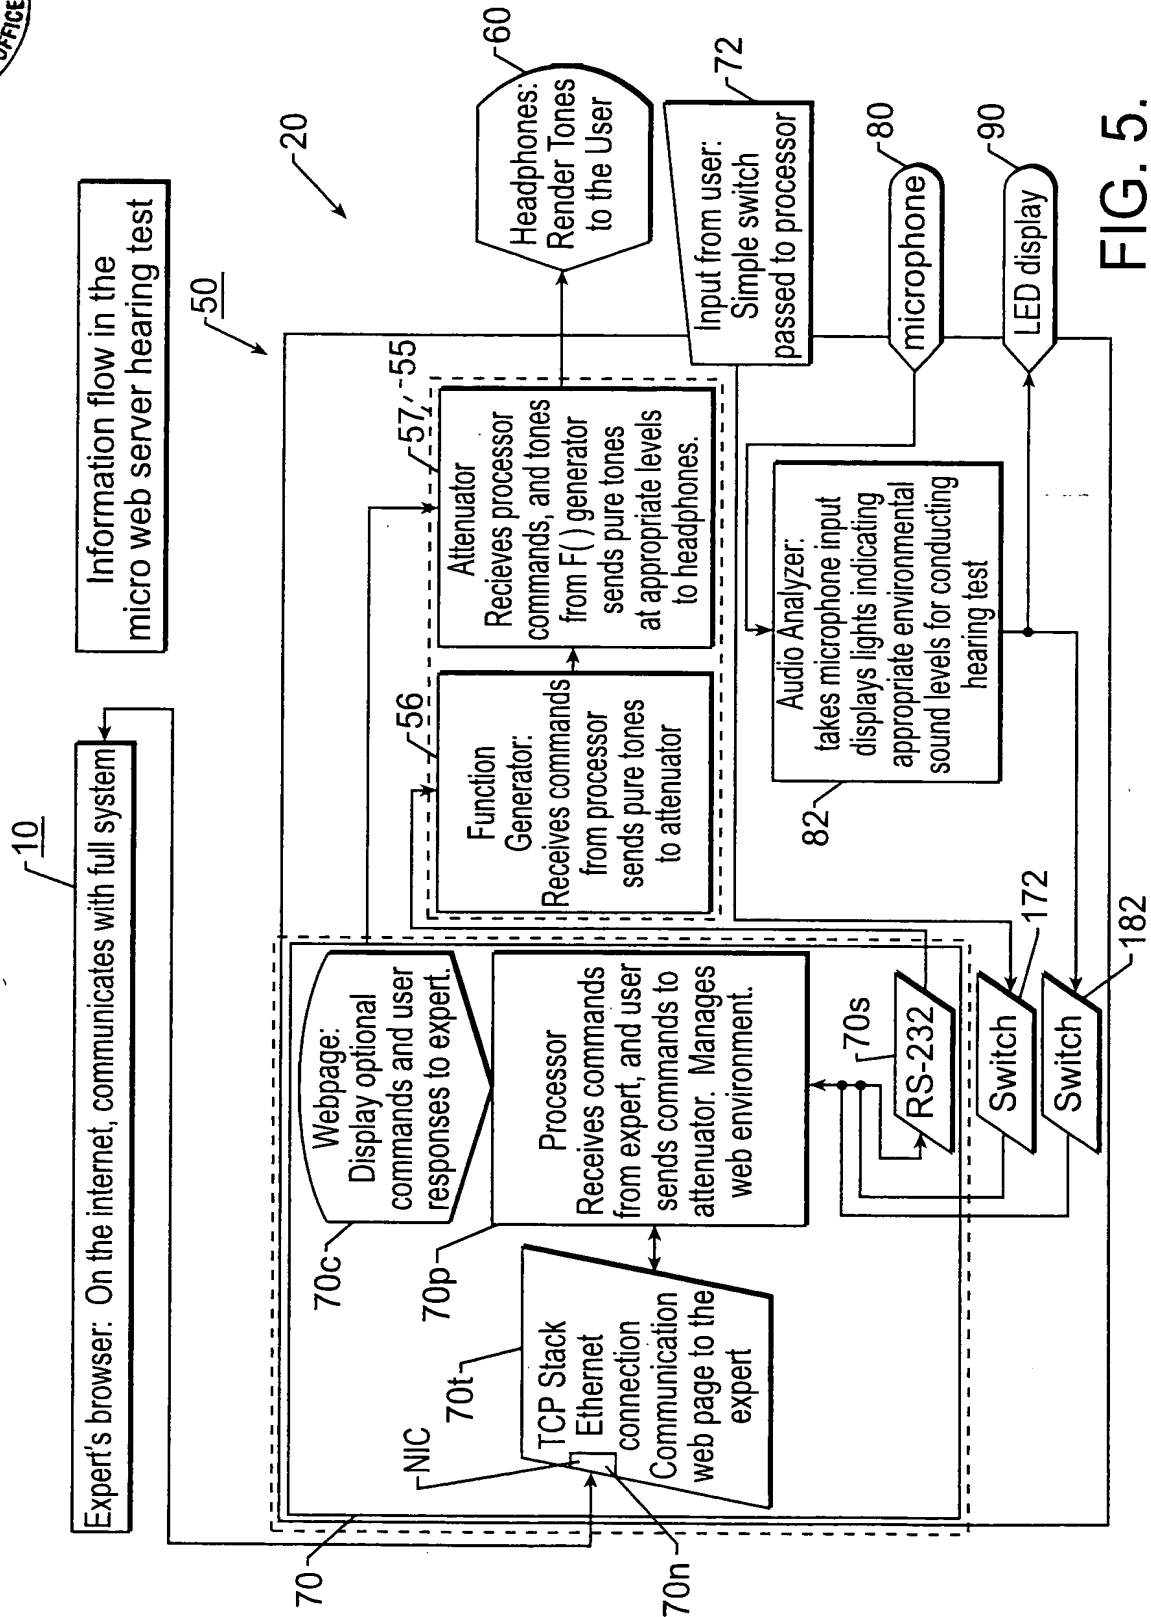 OFFICE
Information flow in the
micro web server hearing test
10
Expert's browser: On the internet, communicates with full system
20
50
60
Headphones:
Render Tones
to the User
57
55
Attenuator
Recieves processor
commands, and tones
from F( ) generator
sends pure tones
at appropriate levels
to headphones.
56
Function
Generator:
Receives commands
from processor
sends pure tones
to attenuator
72
Input from user:
Simple switch
passed to processor
80
microphone
90
LED display
Audio Analyzer:
takes microphone input
displays lights indicating
appropriate environmental
sound levels for conducting
hearing test
82
Webpage:
Display optional
commands and user
responses to expert.
70c
Processor
Receives commands
from expert, and user
sends commands to
attenuator. Manages
web environment.
70p
70s
RS-232
172
Switch
182
Switch
70t
TCP Stack
Ethernet
connection
Communication
web page to the
expert
NIC
70
70n
FIG. 5.